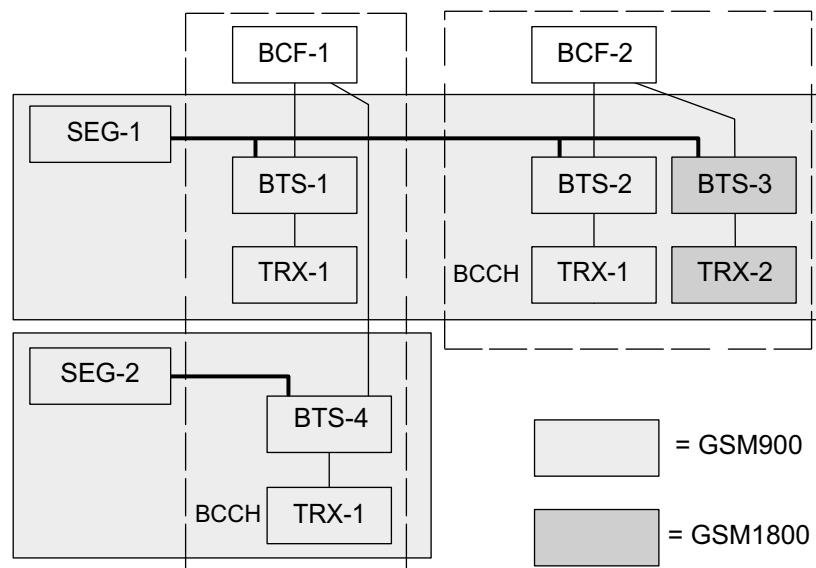 BCF-1
BCF-2
SEG-1
BTS-1
BTS-2
BTS-3
TRX-1
BCCH
TRX-1
TRX-2
SEG-2
BTS-4
BCCH
TRX-1
= GSM900
= GSM1800